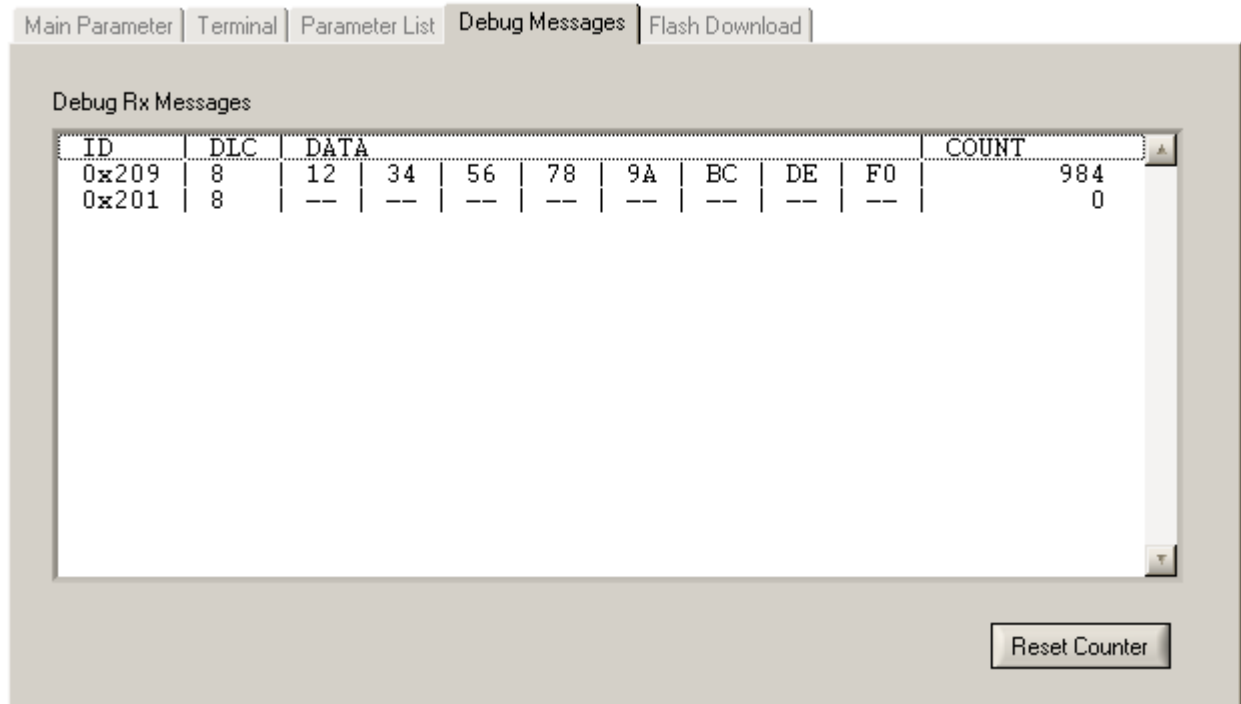 Main Parameter | Terminal | Parameter List | Debug Messages | Flash Download
Debug Rx Messages
ID | DLC | DATA | COUNT
0x209 | 8 | 12 | 34 | 56 | 78 | 9A | BC | DE | F0 | 984
0x201 | 8 | -- | -- | -- | -- | -- | -- | -- | -- | 0
Reset Counter